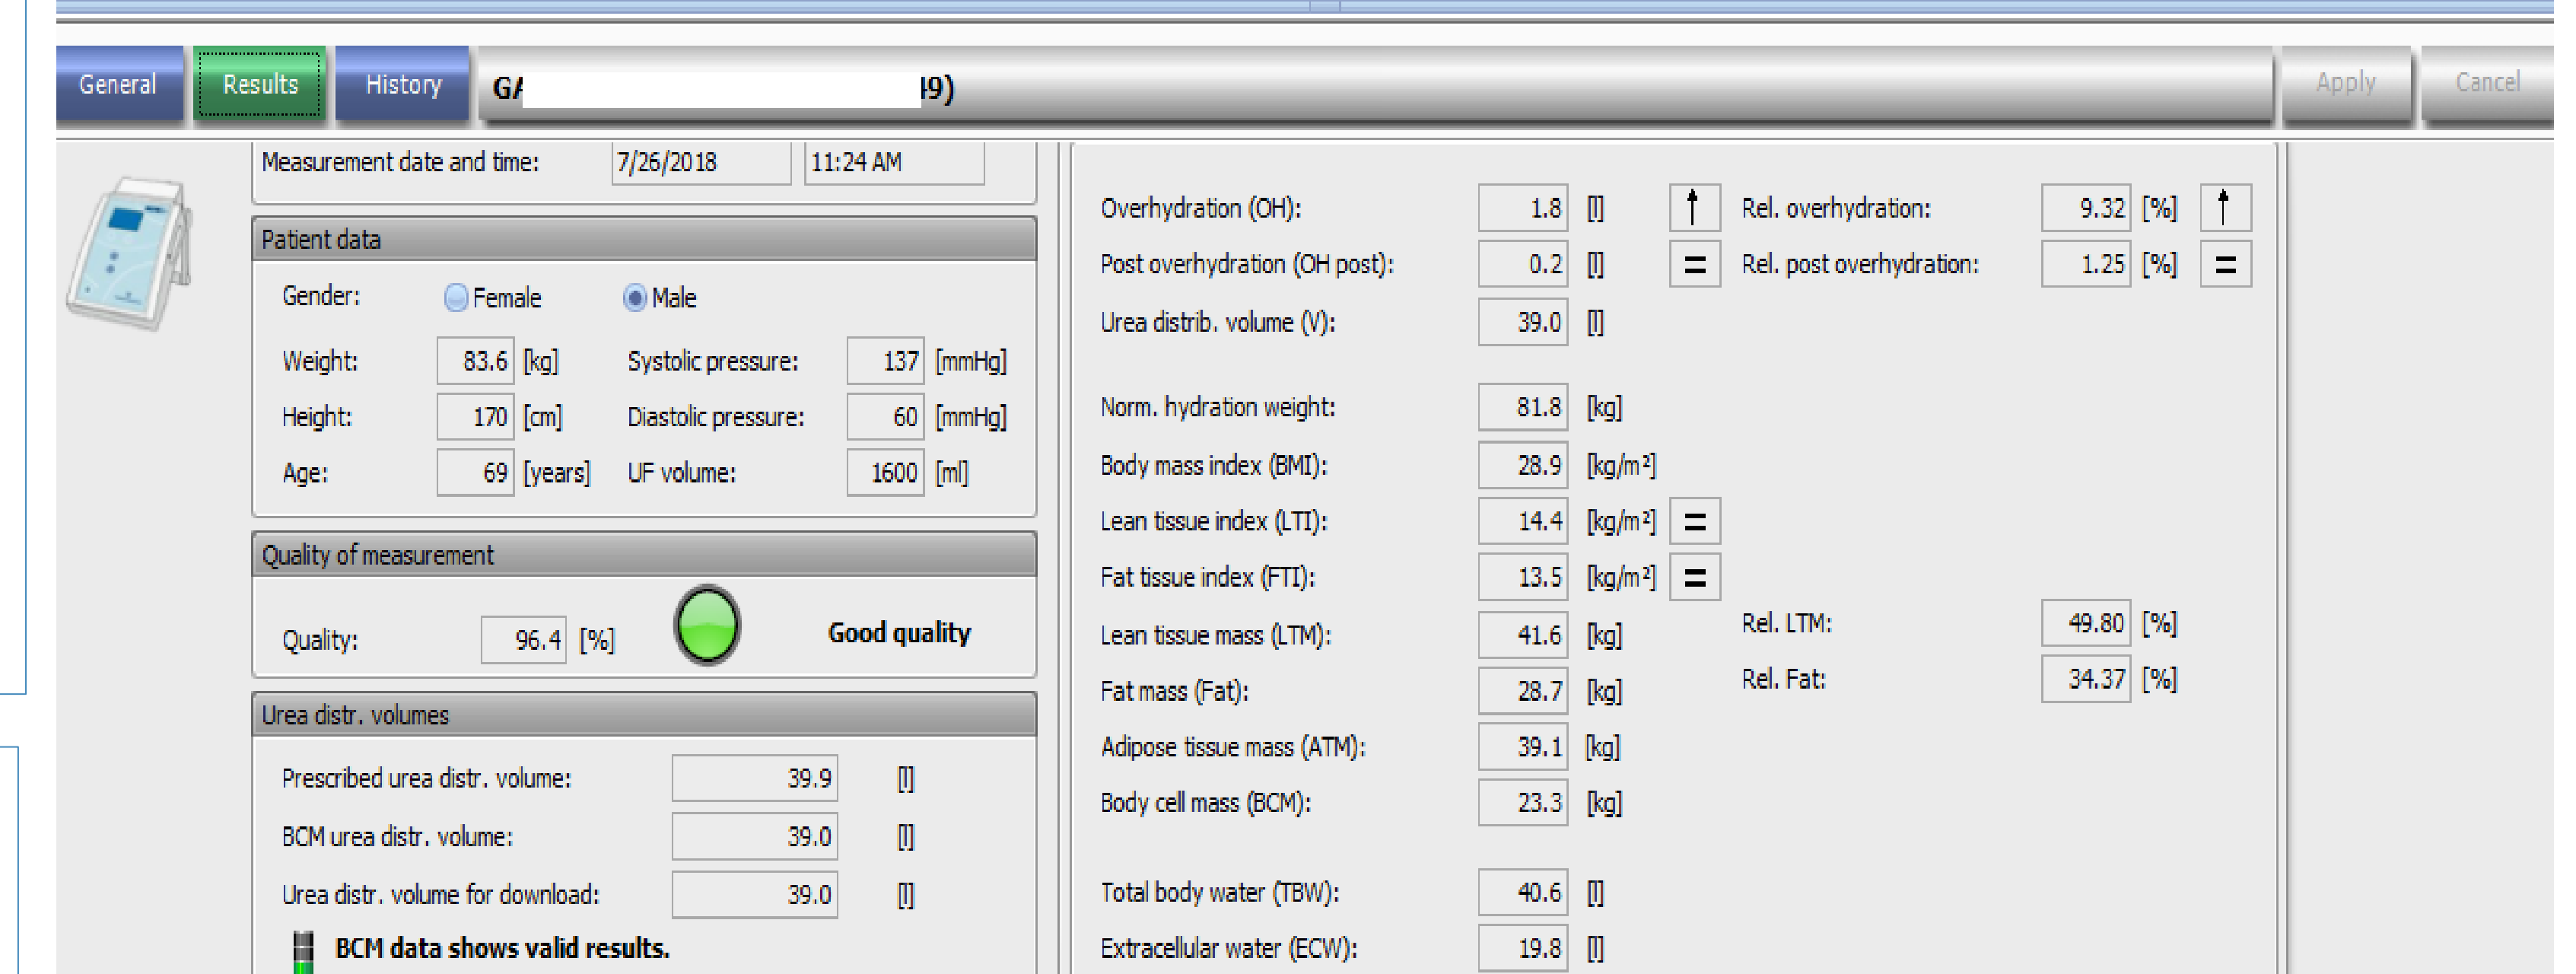 General Results History GA 49) Apply Cancel
Measurement date and time: 7/26/2018 11:24 AM
Patient data
Gender: Female Male
Weight: 83.6 [kg] Systolic pressure: 137 [mmHg]
Height: 170 [cm] Diastolic pressure: 60 [mmHg]
Age: 69 [years] UF volume: 1600 [ml]
Quality of measurement
Quality: 96.4 [%] Good quality
Urea distr. volumes
Prescribed urea distr. volume: 39.9 [l]
BCM urea distr. volume: 39.0 [l]
Urea distr. volume for download: 39.0 [l]
BCM data shows valid results.
Overhydration (OH): 1.8 [l] ↑ Rel. overhydration: 9.32 [%] ↑
Post overhydration (OH post): 0.2 [l] = Rel. post overhydration: 1.25 [%] =
Urea distrib. volume (V): 39.0 [l]
Norm. hydration weight: 81.8 [kg]
Body mass index (BMI): 28.9 [kg/m²]
Lean tissue index (LTI): 14.4 [kg/m²] =
Fat tissue index (FTI): 13.5 [kg/m²] =
Lean tissue mass (LTM): 41.6 [kg] Rel. LTM: 49.80 [%]
Fat mass (Fat): 28.7 [kg] Rel. Fat: 34.37 [%]
Adipose tissue mass (ATM): 39.1 [kg]
Body cell mass (BCM): 23.3 [kg]
Total body water (TBW): 40.6 [l]
Extracellular water (ECW): 19.8 [l]